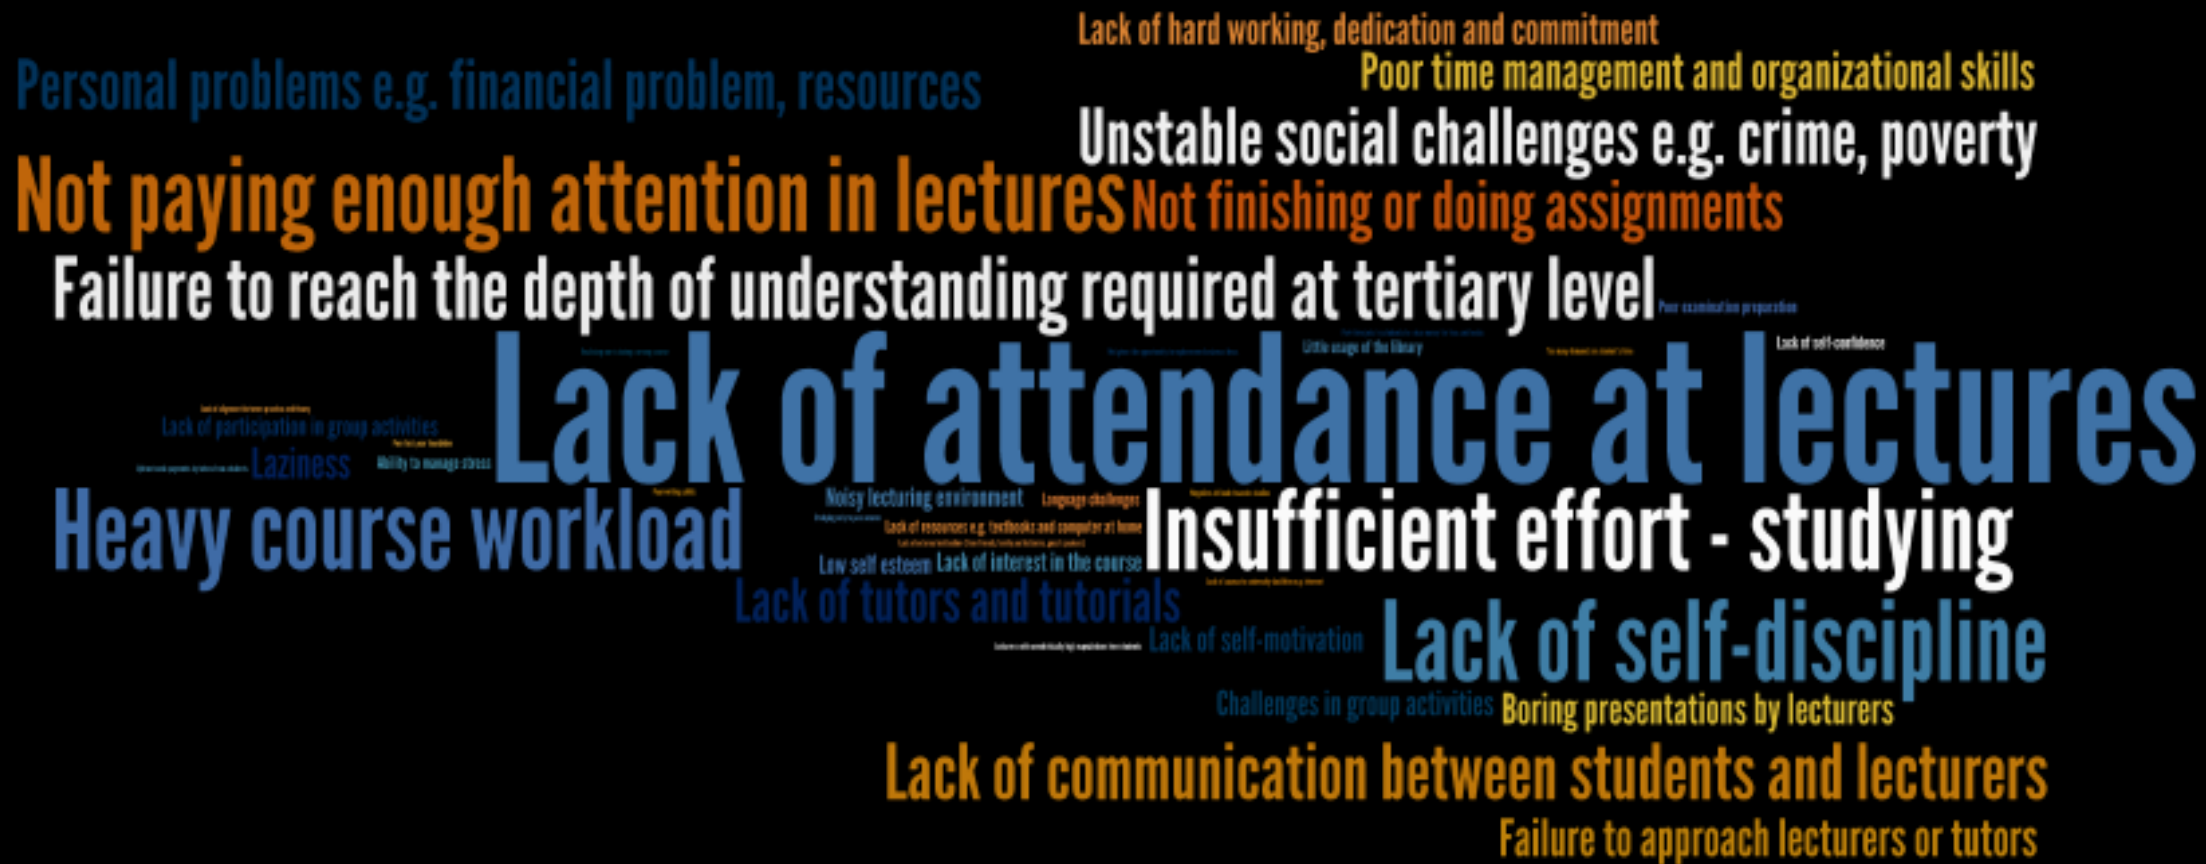 Lack of hard working, dedication and commitment
Poor time management and organizational skills
Personal problems e.g. financial problem, resources
Unstable social challenges e.g. crime, poverty
Not paying enough attention in lectures
Not finishing or doing assignments
Failure to reach the depth of understanding required at tertiary level
Poor examination preparation
Little usage of the library
Lack of self-confidence
Lack of attendance at lectures
Lack of participation in group activities
Laziness
Ability to manage stress
Heavy course workload
Noisy lecturing environment
Language challenges
Insufficient effort - studying
Lack of resources e.g. textbooks and computer at home
Low self esteem
Lack of interest in the course
Lack of tutors and tutorials
Lack of self-motivation
Lack of self-discipline
Challenges in group activities
Boring presentations by lecturers
Lack of communication between students and lecturers
Failure to approach lecturers or tutors